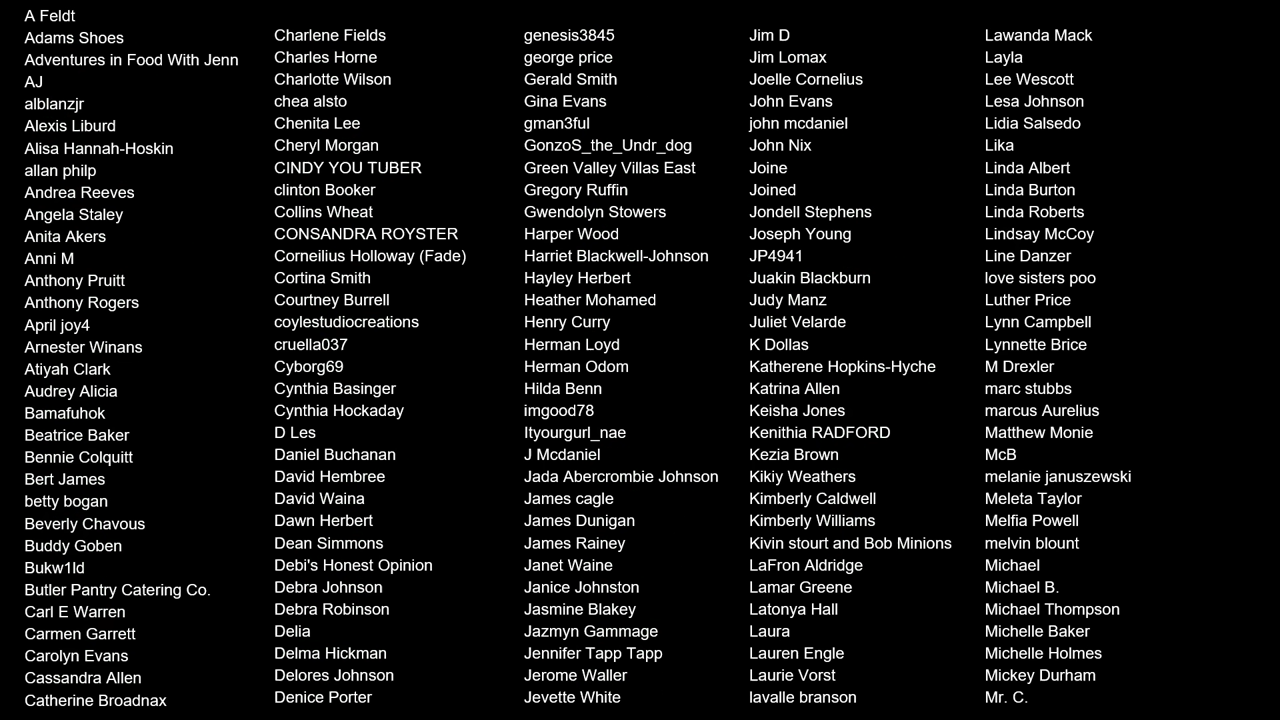 A Feldt
Adams Shoes
Adventures in Food With Jenn
AJ
alblanzjr
Alexis Liburd
Alisa Hannah-Hoskin
allan philp
Andrea Reeves
Angela Staley
Anita Akers
Anni M
Anthony Pruitt
Anthony Rogers
April joy4
Arnester Winans
Atiyah Clark
Audrey Alicia
Bamafuhok
Beatrice Baker
Bennie Colquitt
Bert James
betty bogan
Beverly Chavous
Buddy Goben
Bukw1ld
Butler Pantry Catering Co.
Carl E Warren
Carmen Garrett
Carolyn Evans
Cassandra Allen
Catherine Broadnax
Charlene Fields
Charles Horne
Charlotte Wilson
chea alsto
Chenita Lee
Cheryl Morgan
CINDY YOU TUBER
clinton Booker
Collins Wheat
CONSANDRA ROYSTER
Corneilius Holloway (Fade)
Cortina Smith
Courtney Burrell
coylestudiocreations
cruella037
Cyborg69
Cynthia Basinger
Cynthia Hockaday
D Les
Daniel Buchanan
David Hembree
David Waina
Dawn Herbert
Dean Simmons
Debi's Honest Opinion
Debra Johnson
Debra Robinson
Delia
Delma Hickman
Delores Johnson
Denice Porter
genesis3845
george price
Gerald Smith
Gina Evans
gman3ful
GonzoS_the_Undr_dog
Green Valley Villas East
Gregory Ruffin
Gwendolyn Stowers
Harper Wood
Harriet Blackwell-Johnson
Hayley Herbert
Heather Mohamed
Henry Curry
Herman Loyd
Herman Odom
Hilda Benn
imgood78
Ityourgurl_nae
J Mcdaniel
Jada Abercrombie Johnson
James cagle
James Dunigan
James Rainey
Janet Waine
Janice Johnston
Jasmine Blakey
Jazmyn Gammage
Jennifer Tapp Tapp
Jerome Waller
Jevette White
Jim D
Jim Lomax
Joelle Cornelius
John Evans
john mcdaniel
John Nix
Joine
Joined
Jondell Stephens
Joseph Young
JP4941
Juakin Blackburn
Judy Manz
Juliet Velarde
K Dollas
Katherene Hopkins-Hyche
Katrina Allen
Keisha Jones
Kenithia RADFORD
Kezia Brown
Kikiy Weathers
Kimberly Caldwell
Kimberly Williams
Kivin stourt and Bob Minions
LaFron Aldridge
Lamar Greene
Latonya Hall
Laura
Lauren Engle
Laurie Vorst
lavalle branson
Lawanda Mack
Layla
Lee Wescott
Lesa Johnson
Lidia Salsedo
Lika
Linda Albert
Linda Burton
Linda Roberts
Lindsay McCoy
Line Danzer
love sisters poo
Luther Price
Lynn Campbell
Lynnette Brice
M Drexler
marc stubbs
marcus Aurelius
Matthew Monie
McB
melanie januszewski
Meleta Taylor
Melfia Powell
melvin blount
Michael
Michael B.
Michael Thompson
Michelle Baker
Michelle Holmes
Mickey Durham
Mr. C.